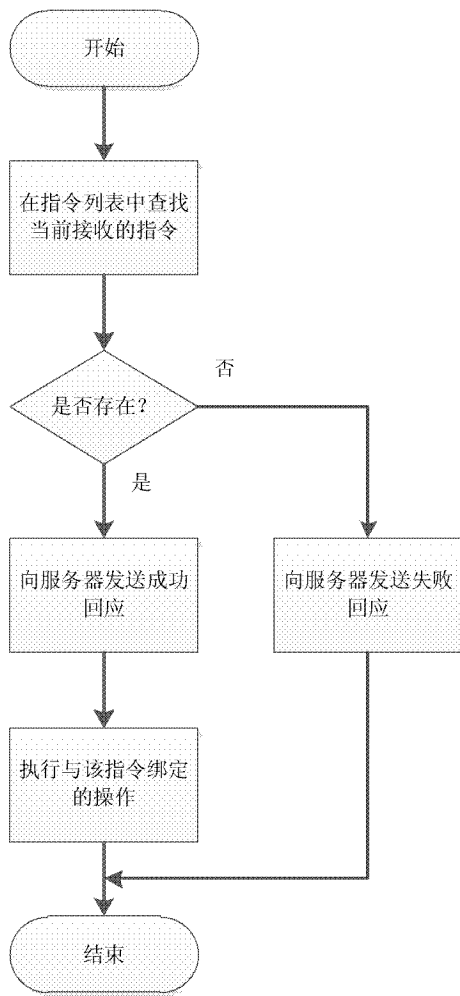 开始
在指令列表中查找
当前接收的指令
否
是否存在?
是
向服务器发送成功
回应
向服务器发送失败
回应
执行与该指令绑定
的操作
结束